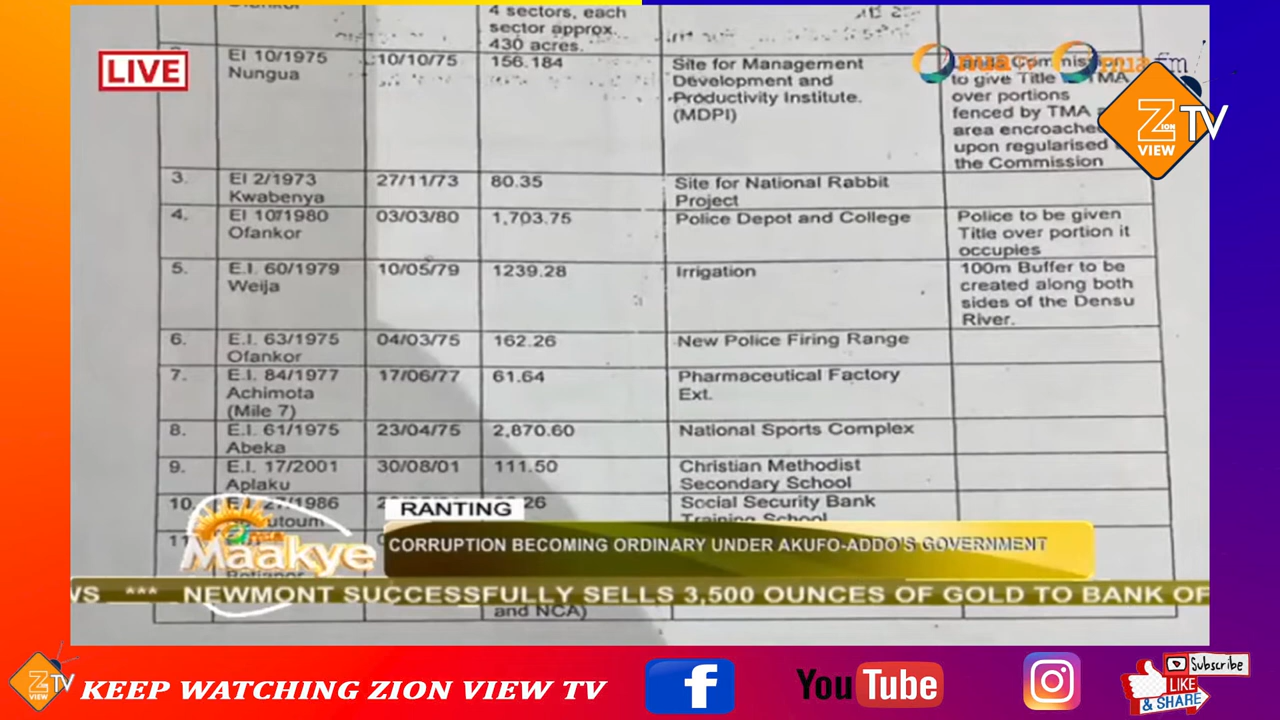 4 sectors, each
sector approx.
430 acres.
LIVE
EI 10/1975
Nungua
10/10/75
156.184
Site for Management
Development and
Productivity Institute.
(MDPI)
to give Title
TMA
over portions
fenced by TMA
area encroached
upon regularised
the Commission
Z
ZION
VIEW
TV
3.
EI 2/1973
Kwabenya
27/11/73
80.35
Site for National Rabbit
Project
4.
EI 10/1980
Ofankor
03/03/80
1,703.75
Police Depot and College
Police to be given
Title over portion it
occupies
5.
E.I. 60/1979
Weija
10/05/79
1239.28
Irrigation
100m Buffer to be
created along both
sides of the Densu
River.
6.
E.I. 63/1975
Ofankor
04/03/75
162.26
New Police Firing Range
7.
E.I. 84/1977
Achimota
(Mile 7)
17/06/77
61.64
Pharmaceutical Factory
Ext.
8.
E.I. 61/1975
Abeka
23/04/75
2,870.60
National Sports Complex
9.
E.I. 17/2001
Aplaku
30/08/01
111.50
Christian Methodist
Secondary School
10.
Social Security Bank
Training School
RANTING
Maakye
CORRUPTION BECOMING ORDINARY UNDER AKUFO-ADDO'S GOVERNMENT
WS *** NEWMONT SUCCESSFULLY SELLS 3,500 OUNCES OF GOLD TO BANK OF
and NCA)
Z TV
VIEW
KEEP WATCHING ZION VIEW TV
f
YouTube
Subscribe
LIKE
& SHARE